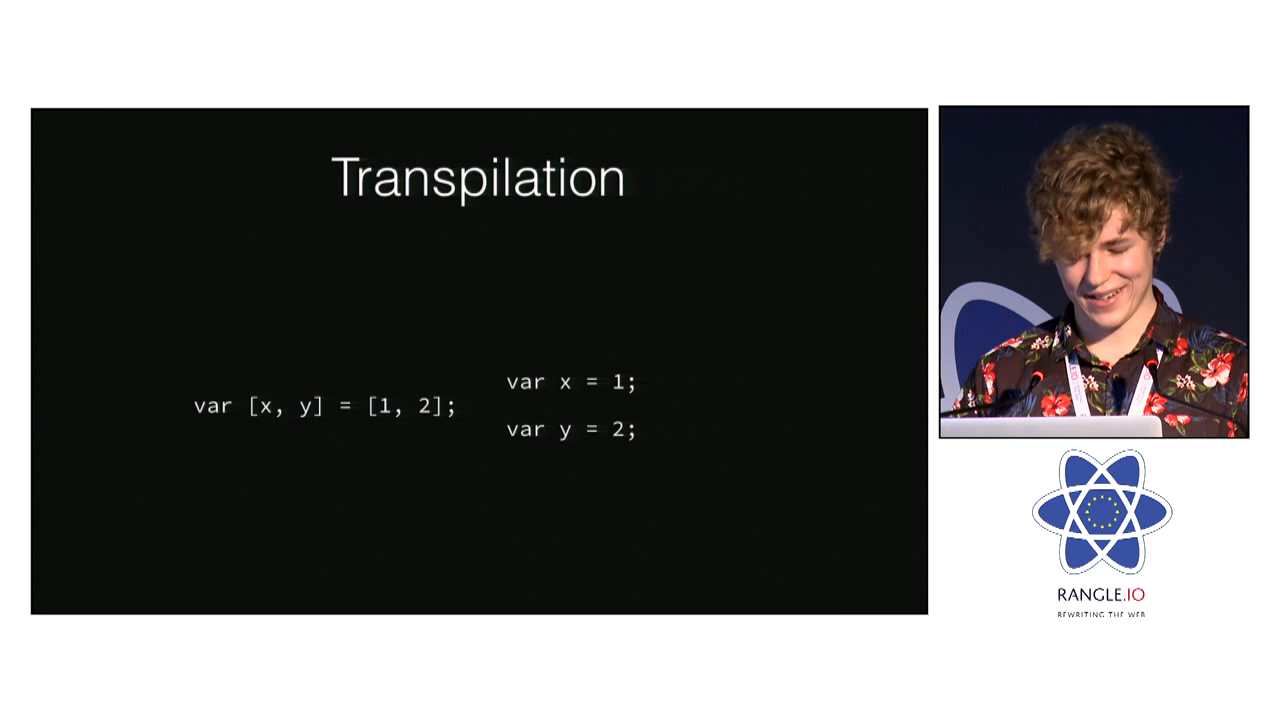 Transpilation
var [x, y] = [1, 2];
var x = 1;
var y = 2;
RANGLE.IO
REWRITING THE WEB